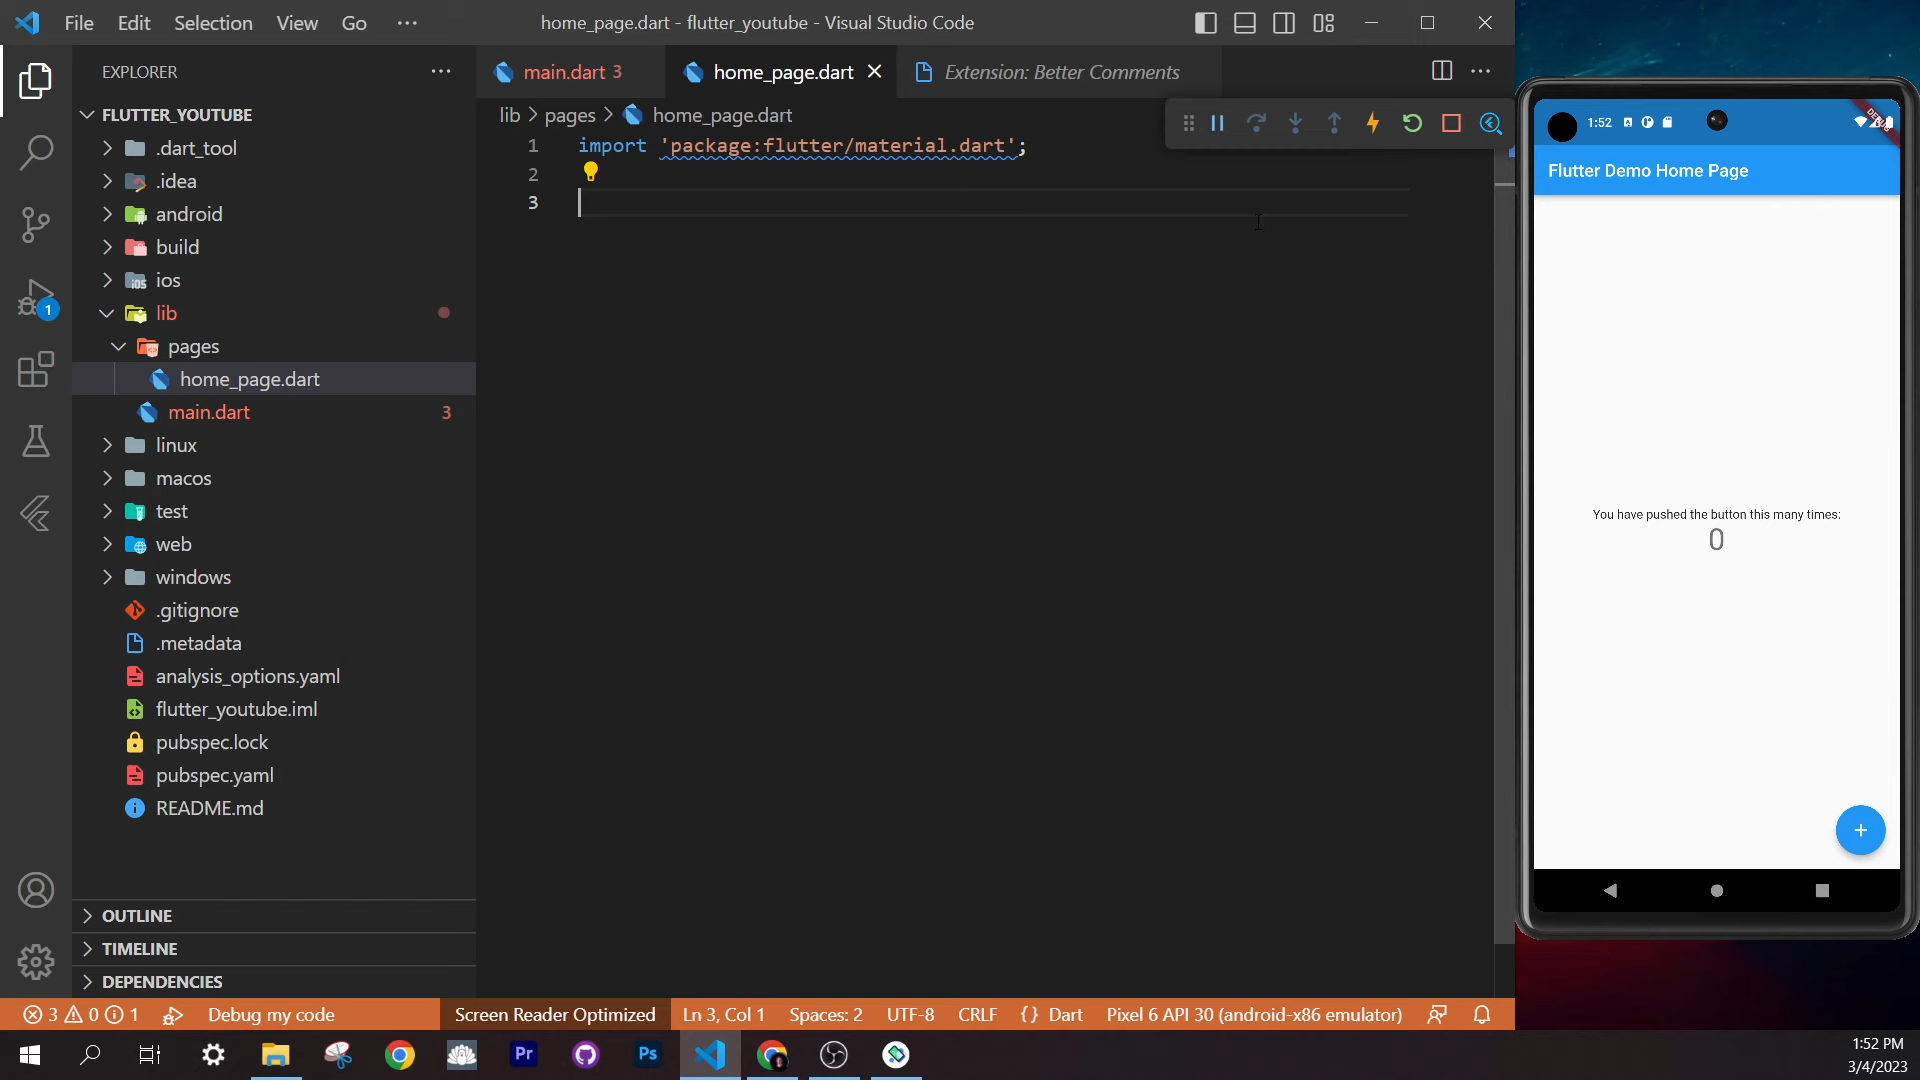 File Edit Selection View Go ···
home_page.dart - flutter_youtube - Visual Studio Code
EXPLORER
main.dart 3
home_page.dart
Extension: Better Comments
FLUTTER_YOUTUBE
.dart_tool
.idea
android
build
ios
lib
pages
home_page.dart
main.dart 3
linux
macos
test
web
windows
.gitignore
.metadata
analysis_options.yaml
flutter_youtube.iml
pubspec.lock
pubspec.yaml
README.md
OUTLINE
TIMELINE
DEPENDENCIES
1
lib > pages > home_page.dart
1 import 'package:flutter/material.dart';
2
3
1:52
DEBUG
Flutter Demo Home Page
You have pushed the button this many times:
0
+
3 0 1 Debug my code
Screen Reader Optimized
Ln 3, Col 1
Spaces: 2
UTF-8
CRLF
{ } Dart
Pixel 6 API 30 (android-x86 emulator)
Pr
Ps
1:52 PM
3/4/2023